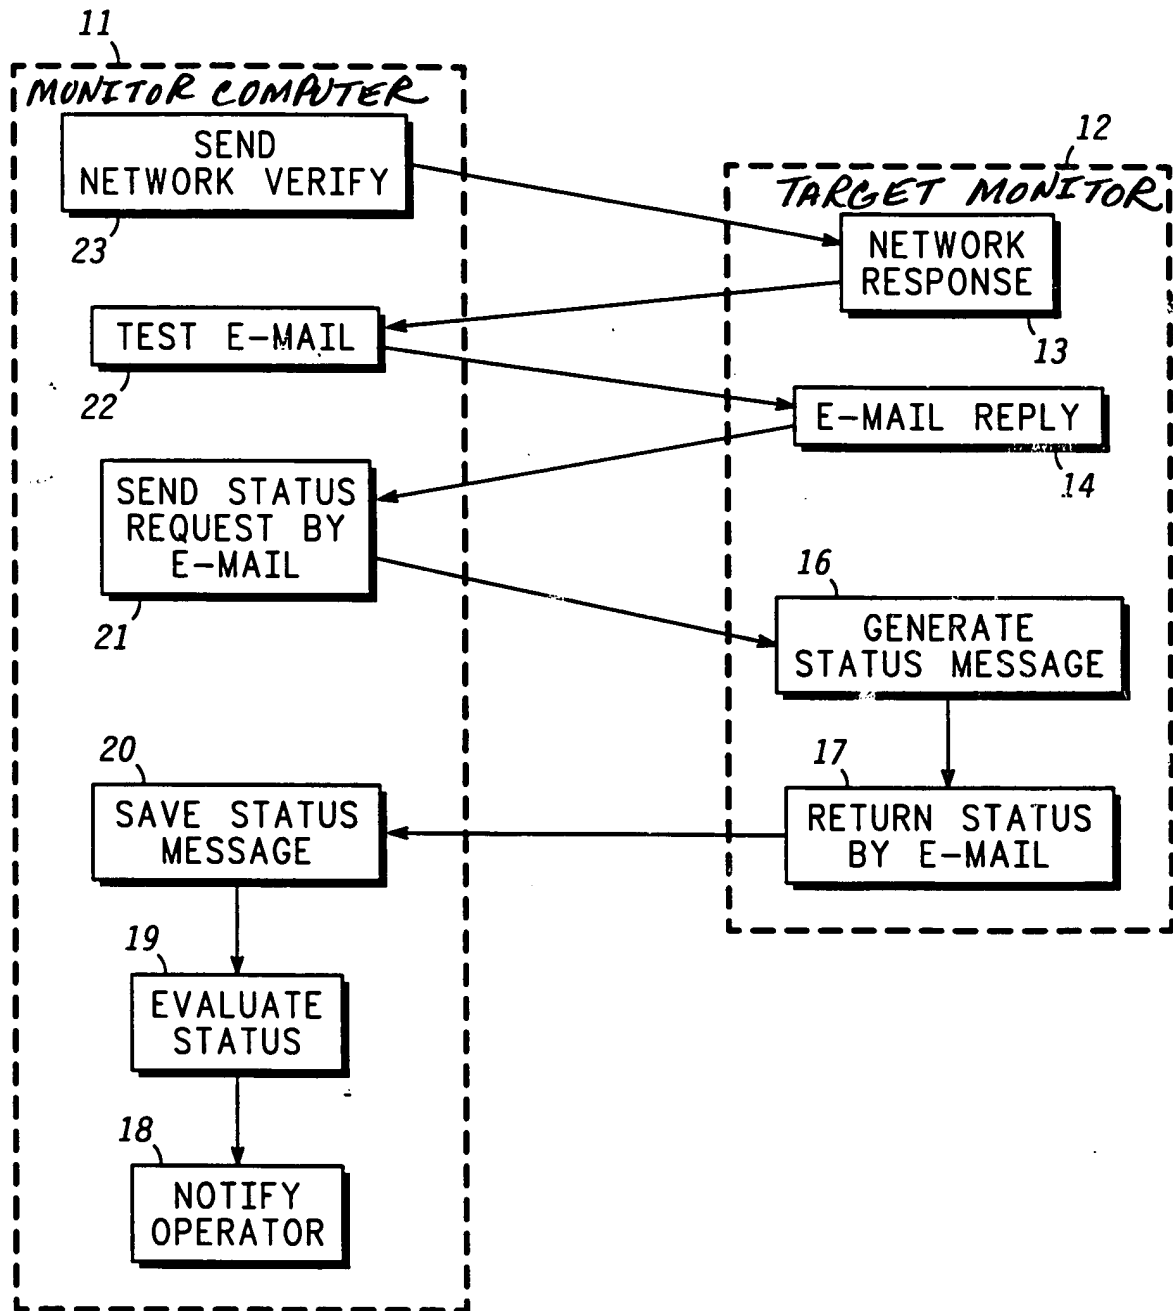 11
MONITOR COMPUTER
SEND
NETWORK VERIFY
23
12
TARGET MONITOR
NETWORK
RESPONSE
13
TEST E-MAIL
22
E-MAIL REPLY
14
SEND STATUS
REQUEST BY
E-MAIL
21
16
GENERATE
STATUS MESSAGE
20
SAVE STATUS
MESSAGE
17
RETURN STATUS
BY E-MAIL
19
EVALUATE
STATUS
18
NOTIFY
OPERATOR